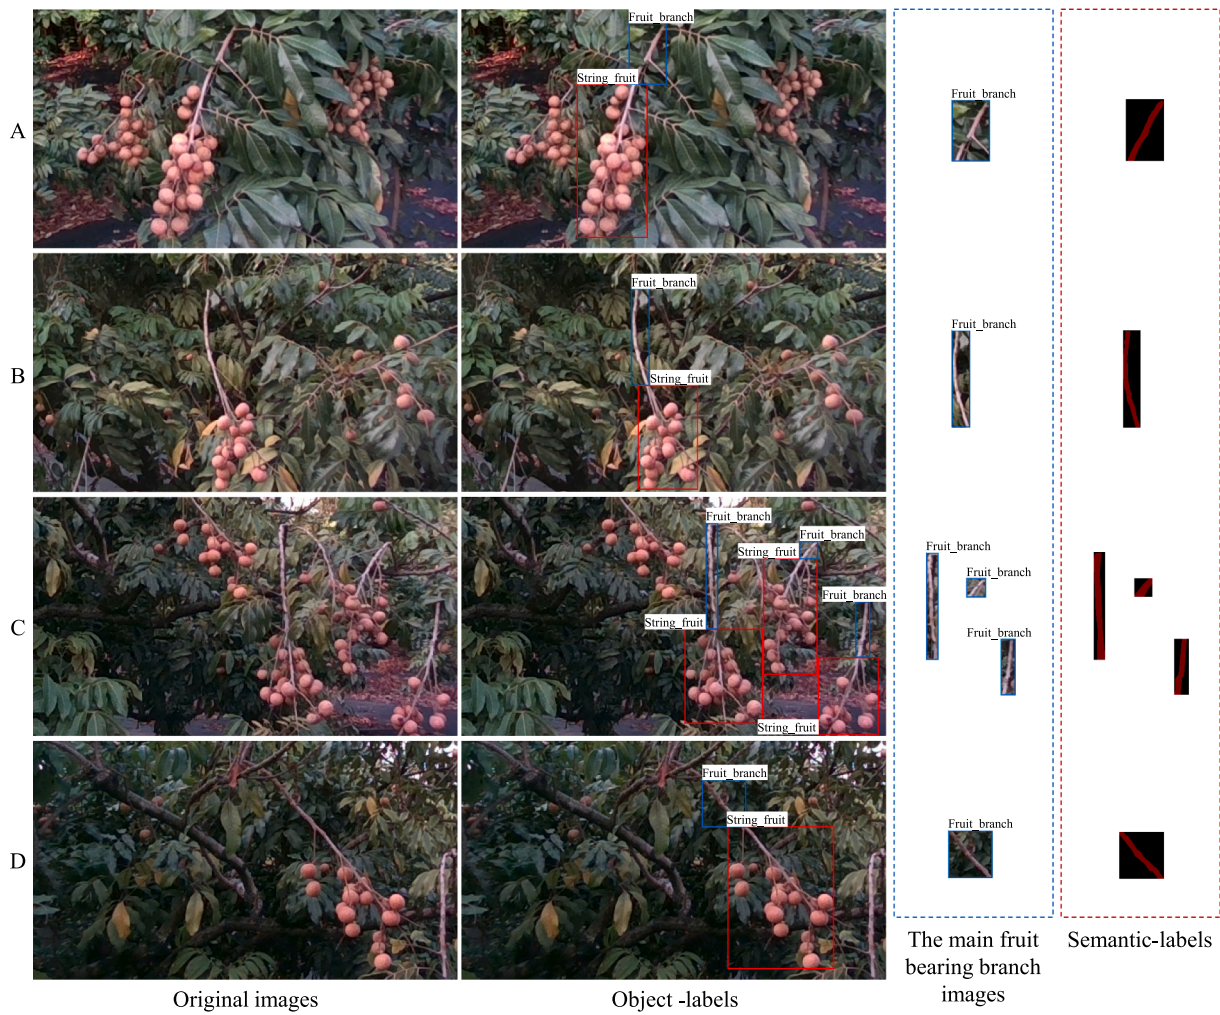 A
Fruit_branch
String_fruit
Fruit_branch
B
Fruit_branch
String_fruit
Fruit_branch
C
Fruit_branch
Fruit_branch
String_fruit
Fruit_branch
String_fruit
String_fruit
Fruit_branch
Fruit_branch
Fruit_branch
D
Fruit_branch
String_fruit
Fruit_branch
Original images
Object -labels
The main fruit
bearing branch
images
Semantic-labels